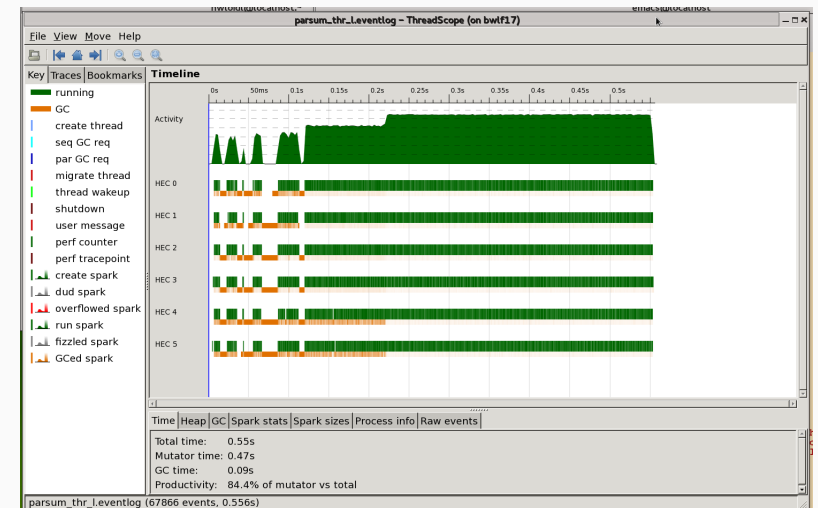 nwloidl@localhost:~
emacs@localhost
parsum_thr_l.eventlog – ThreadScope (on bwlf17)
File View Move Help
Key Traces Bookmarks
running
GC
create thread
seq GC req
par GC req
migrate thread
thread wakeup
shutdown
user message
perf counter
perf tracepoint
create spark
dud spark
overflowed spark
run spark
fizzled spark
GCed spark
Timeline
0s 50ms 0.1s 0.15s 0.2s 0.25s 0.3s 0.35s 0.4s 0.45s 0.5s
Activity
HEC 0
HEC 1
HEC 2
HEC 3
HEC 4
HEC 5
Time Heap GC Spark stats Spark sizes Process info Raw events
Total time: 0.55s
Mutator time: 0.47s
GC time: 0.09s
Productivity: 84.4% of mutator vs total
parsum_thr_l.eventlog (67866 events, 0.556s)